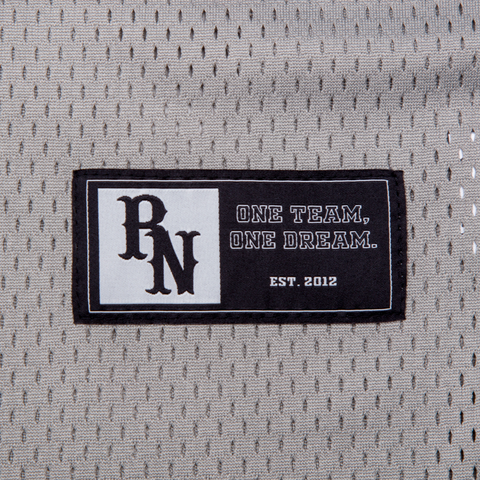 RN
ONE TEAM,
ONE DREAM.
EST. 2012